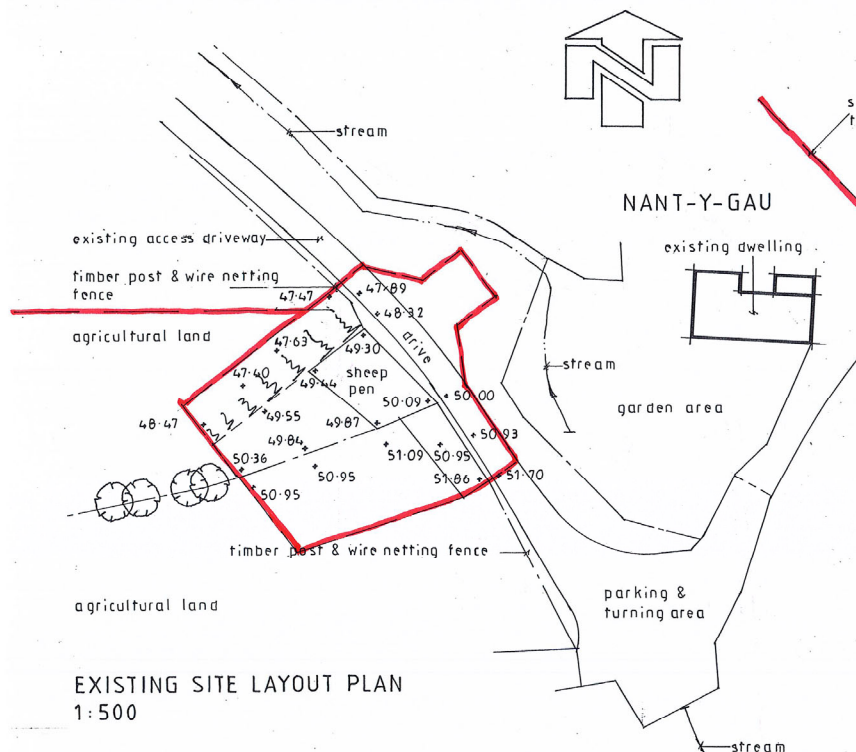 stream
s
t
NANT-Y-GAU
existing access driveway
existing dwelling
timber post & wire netting
fence
47.47
47.89
agricultural land
48.32
drive
47.63
49.30
sheep
pen
stream
47.40
49.44
50.09
50.00
garden area
49.55
48.47
49.87
49.84
50.93
50.36
51.09
50.95
50.95
50.95
51.86
51.70
timber post & wire netting fence
parking &
turning area
agricultural land
EXISTING SITE LAYOUT PLAN
1:500
stream